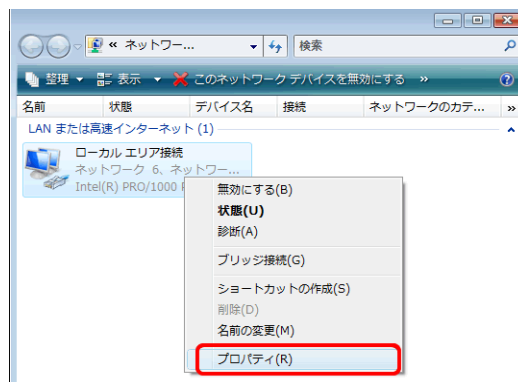 « ネットワー...
検索
整理 表示 このネットワーク デバイスを無効にする »
名前 状態 デバイス名 接続 ネットワークのカテ... »
LAN または高速インターネット (1)
ローカル エリア接続
ネットワーク 6、ネットワー...
Intel(R) PRO/1000
無効にする(B)
状態(U)
診断(A)
ブリッジ接続(G)
ショートカットの作成(S)
削除(D)
名前の変更(M)
プロパティ(R)